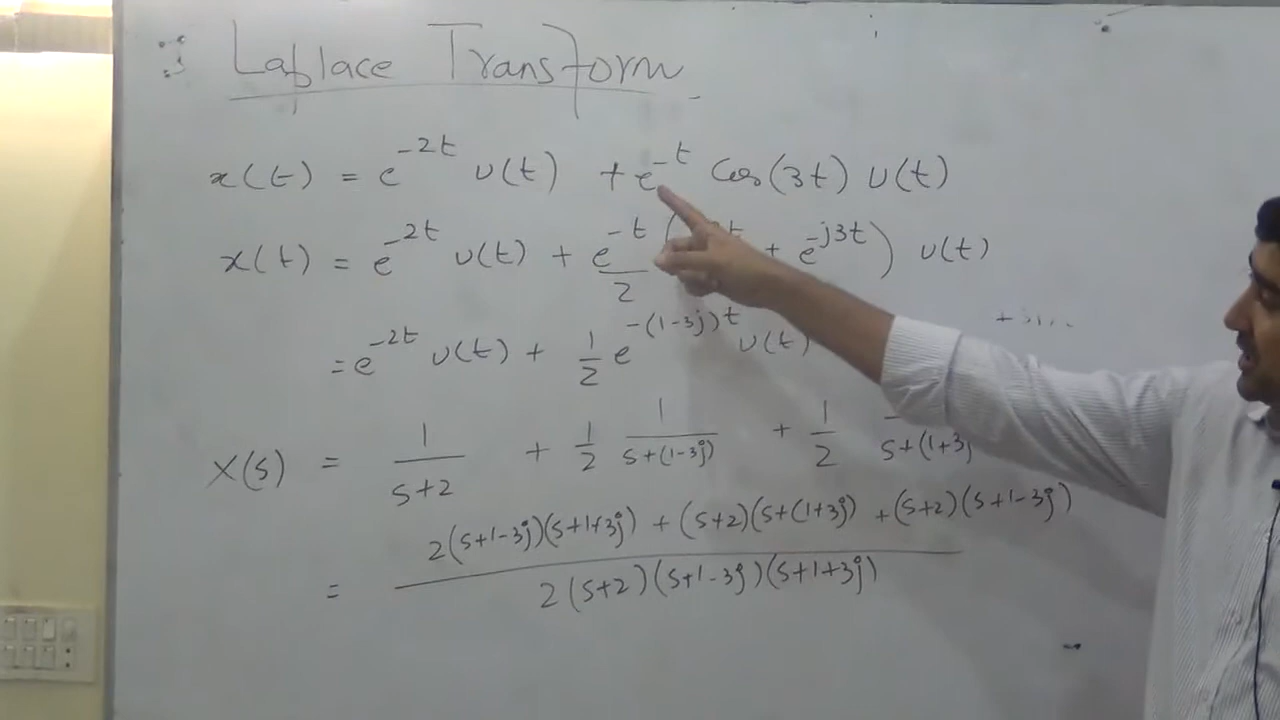 Laplace Transform
x(t) = e^{-2t} u(t) + e^{-t} Cos(3t) u(t)
x(t) = e^{-2t} u(t) + e^{-t}/2 ( 3t + e^{-j3t} ) u(t)
= e^{-2t} u(t) + 1/2 e^{-(1-3j)t} u(t)
X(s) = 1/(s+2) + 1/2 1/(s+(1-3j)) + 1/2 s+(1+3j
= 2(s+1-3j)(s+1+3j) + (s+2)(s+(1+3j) + (s+2)(s+1-3j) / 2(s+2)(s+1-3j)(s+1+3j)